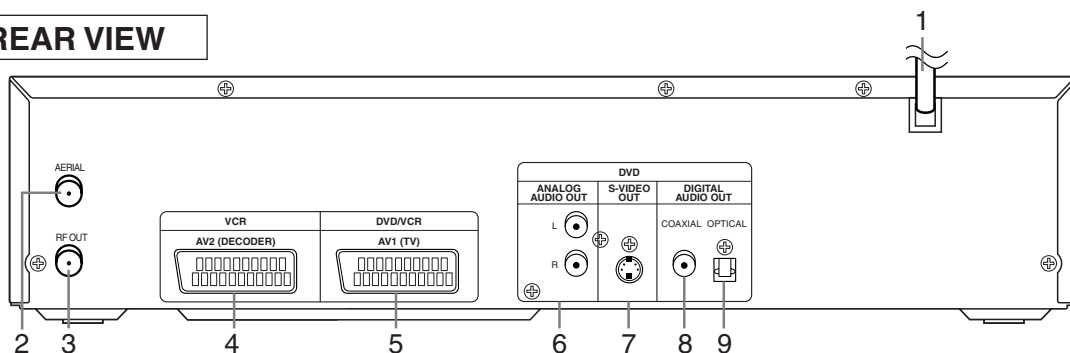 REAR VIEW
1
AERIAL
RF OUT
VCR
DVD/VCR
AV2 (DECODER)
AV1 (TV)
DVD
ANALOG
AUDIO OUT
S-VIDEO
OUT
DIGITAL
AUDIO OUT
L
R
COAXIAL OPTICAL
2 3 4 5 6 7 8 9